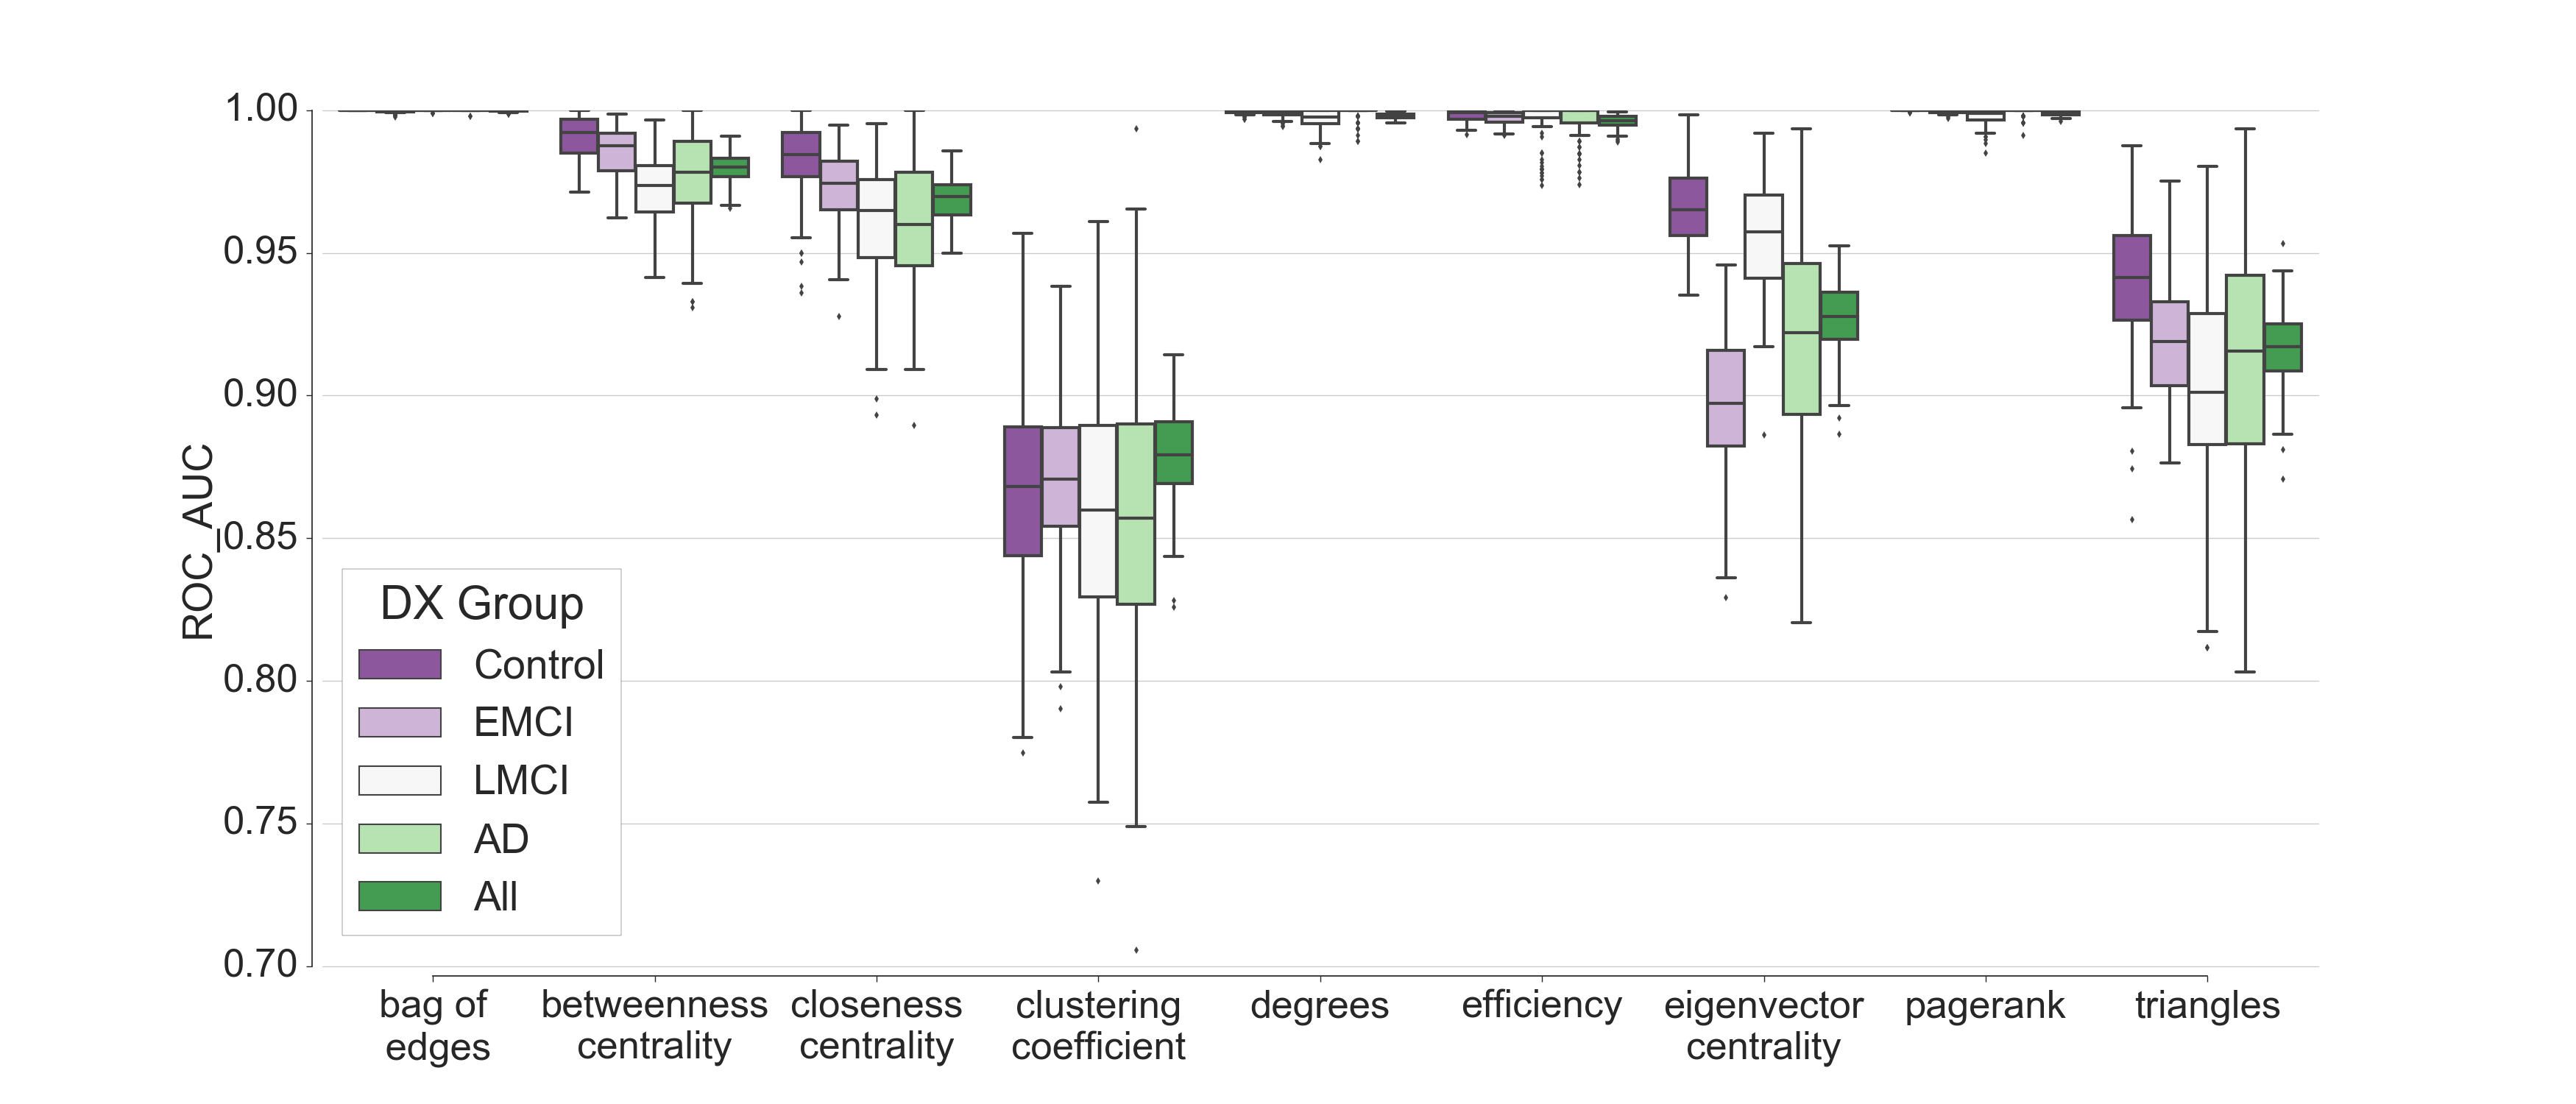 1.00
0.95
0.90
0.85
0.80
0.75
0.70
ROC_AUC
DX Group
Control
EMCI
LMCI
AD
All
bag of
edges
betweenness
centrality
closeness
centrality
clustering
coefficient
degrees
efficiency
eigenvector
centrality
pagerank
triangles